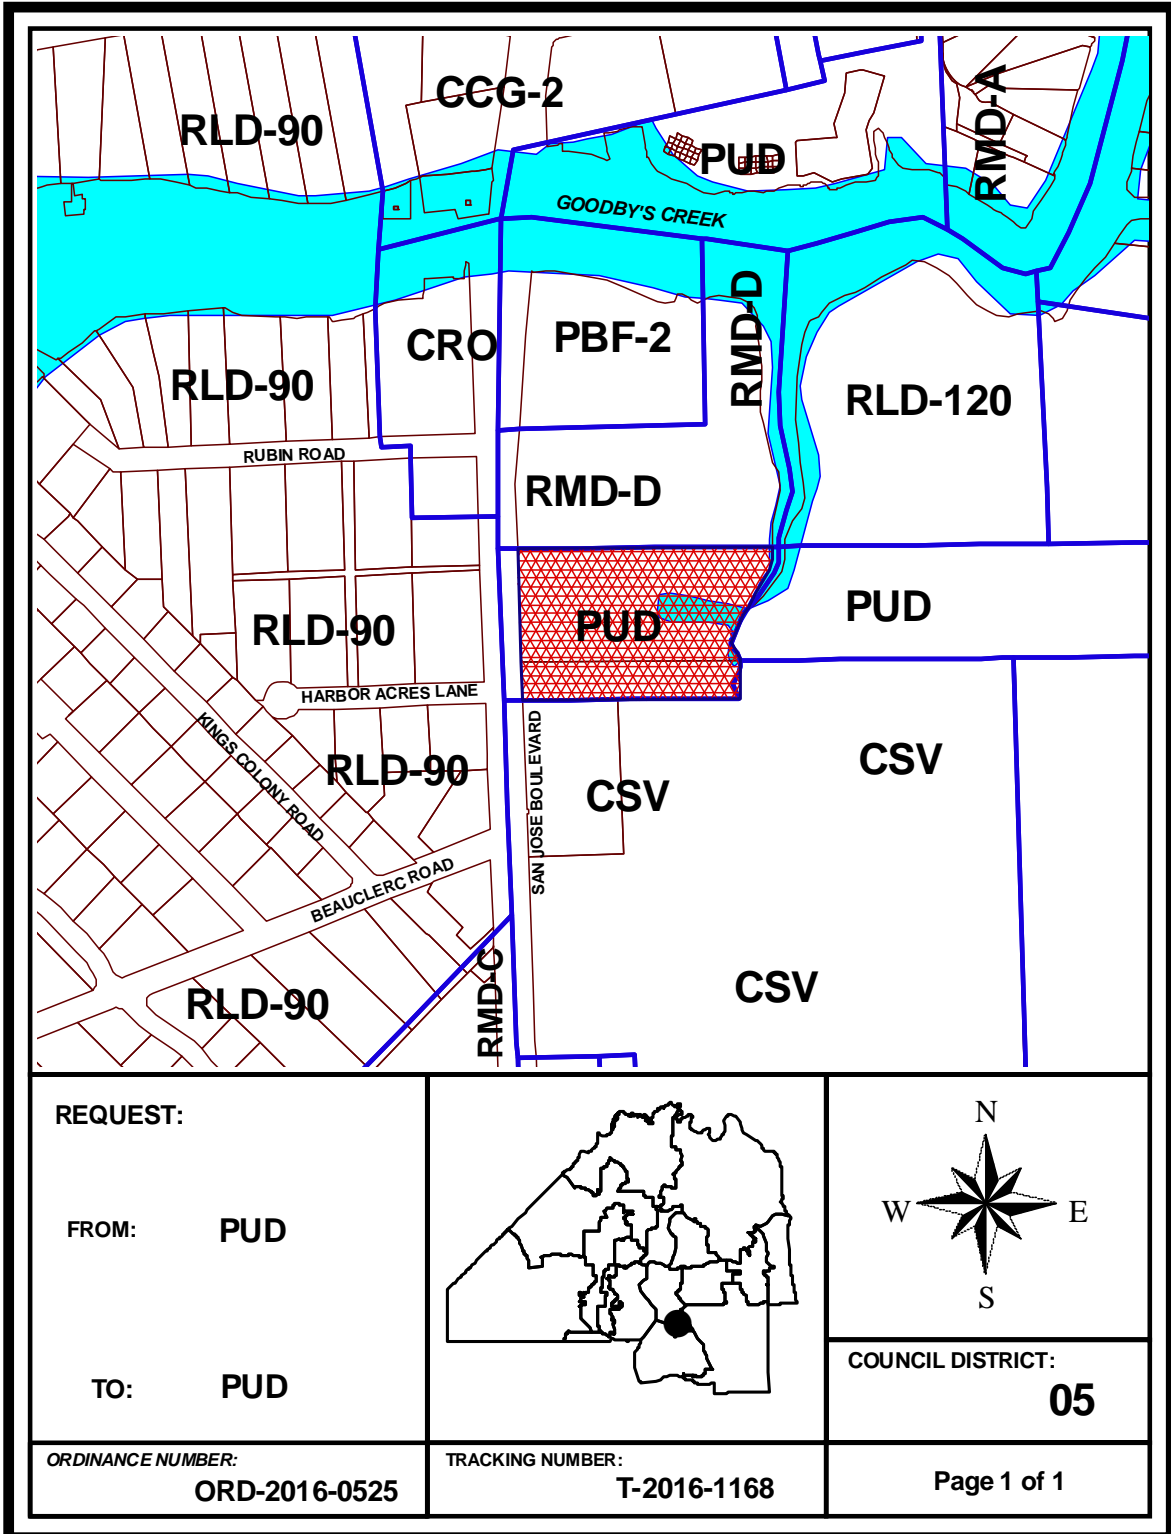 CCG-2
RLD-90
PUD
RMD-A
GOODBY'S CREEK
CRO
PBF-2
RMD-D
RLD-90
RLD-120
RUBIN ROAD
RMD-D
PUD
PUD
RLD-90
HARBOR ACRES LANE
KINGS COLONY ROAD
RLD-90
SAN JOSE BOULEVARD
CSV
CSV
BEAUCLERC ROAD
RMD-C
CSV
RLD-90
REQUEST:
FROM: PUD
TO: PUD
N
W E
S
COUNCIL DISTRICT:
05
ORDINANCE NUMBER:
ORD-2016-0525
TRACKING NUMBER:
T-2016-1168
Page 1 of 1